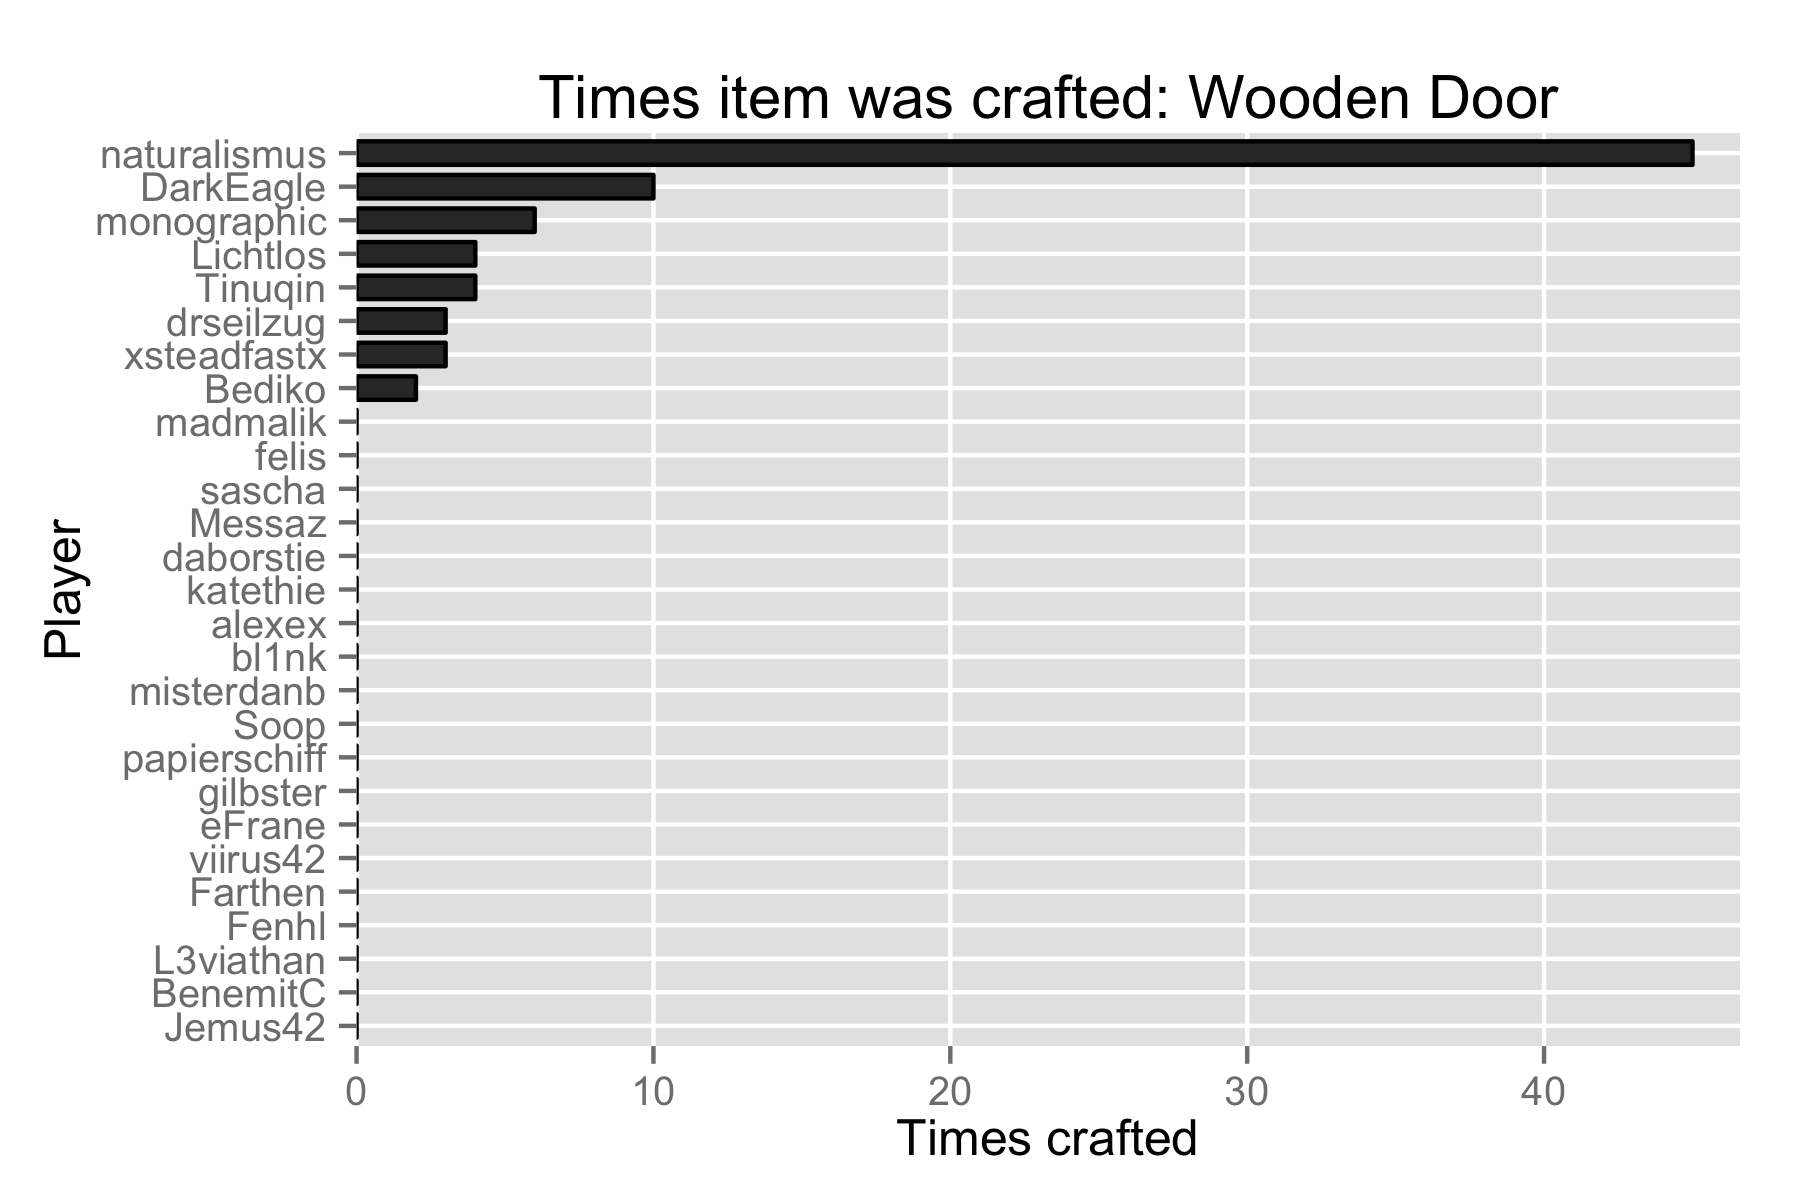 Times item was crafted: Wooden Door
naturalismus
DarkEagle
monographic
Lichtlos
Tinuqin
drseilzug
xsteadfastx
Bediko
madmalik
felis
sascha
Messaz
daborstie
katethie
alexex
bl1nk
misterdanb
Soop
papierschiff
gilbster
eFrane
viirus42
Farthen
Fenhl
L3viathan
BenemitC
Jemus42
Player
0 10 20 30 40
Times crafted